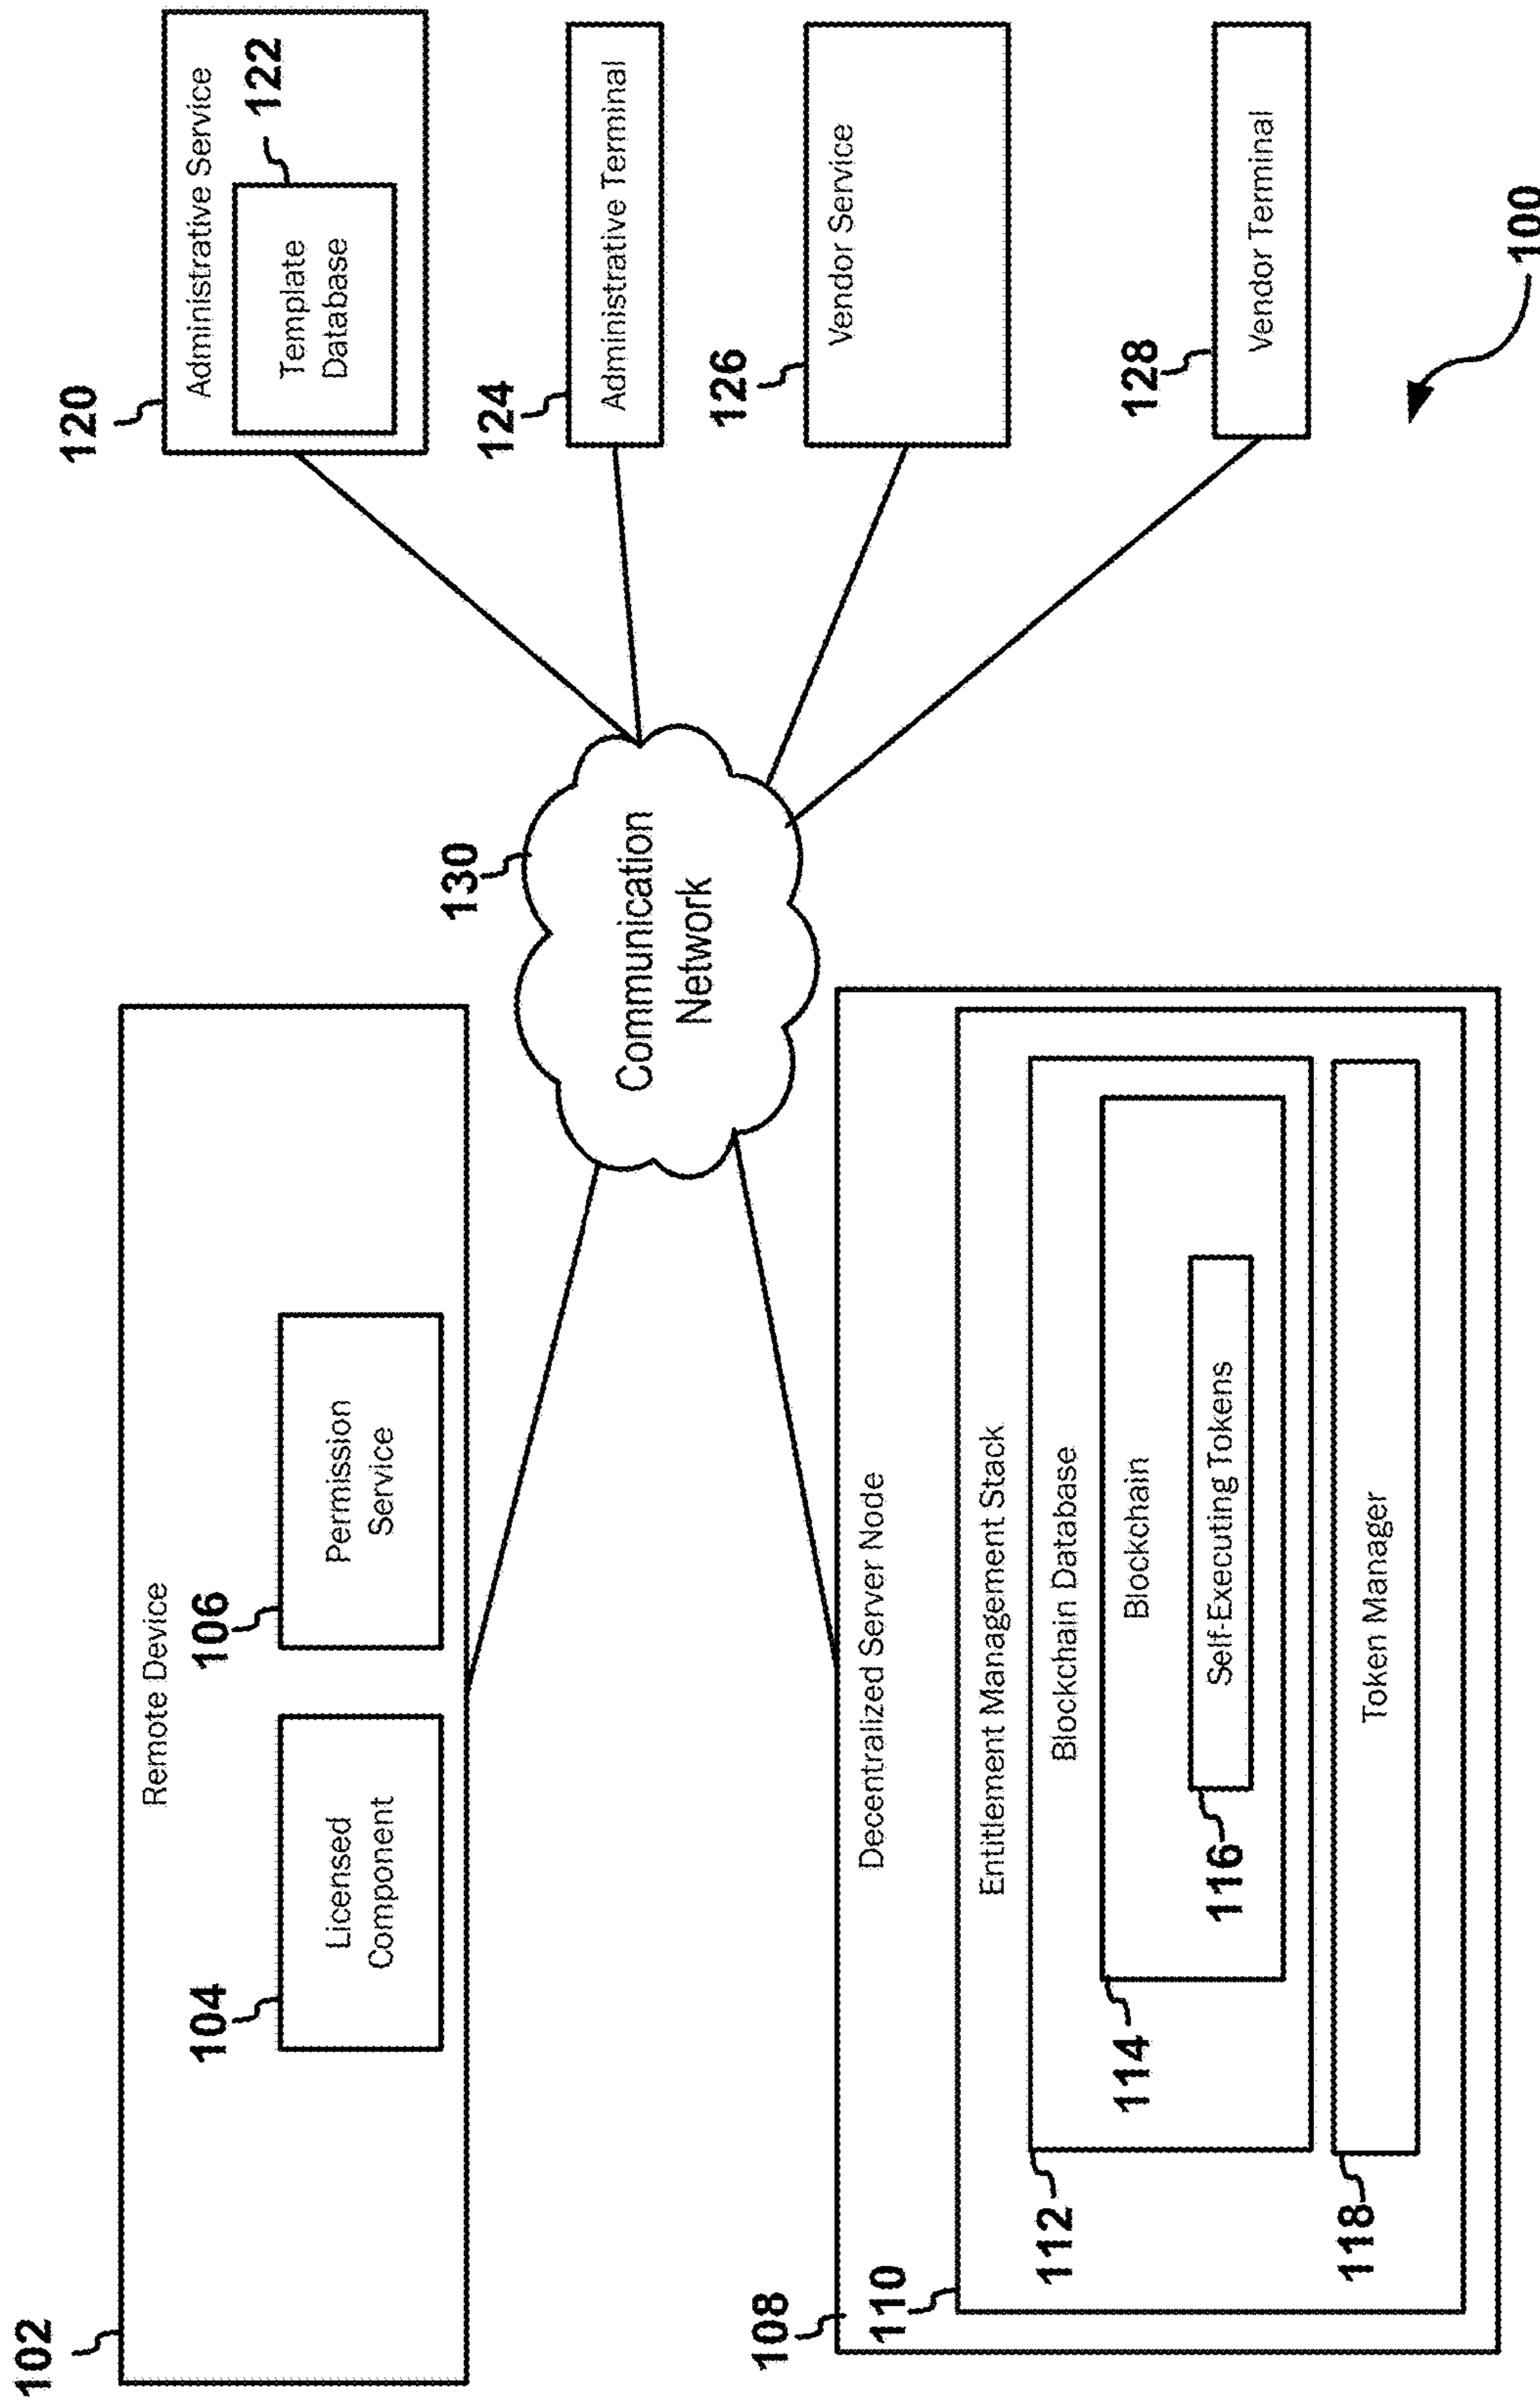 102
Remote Device
104
Licensed
Component
106
Permission
Service
108
Decentralized Server Node
110
Entitlement Management Stack
112
Blockchain Database
114
Blockchain
116
Self-Executing Tokens
118
Token Manager
130
Communication
Network
120
Administrative Service
122
Template
Database
124
Administrative Terminal
126
Vendor Service
128
Vendor Terminal
100